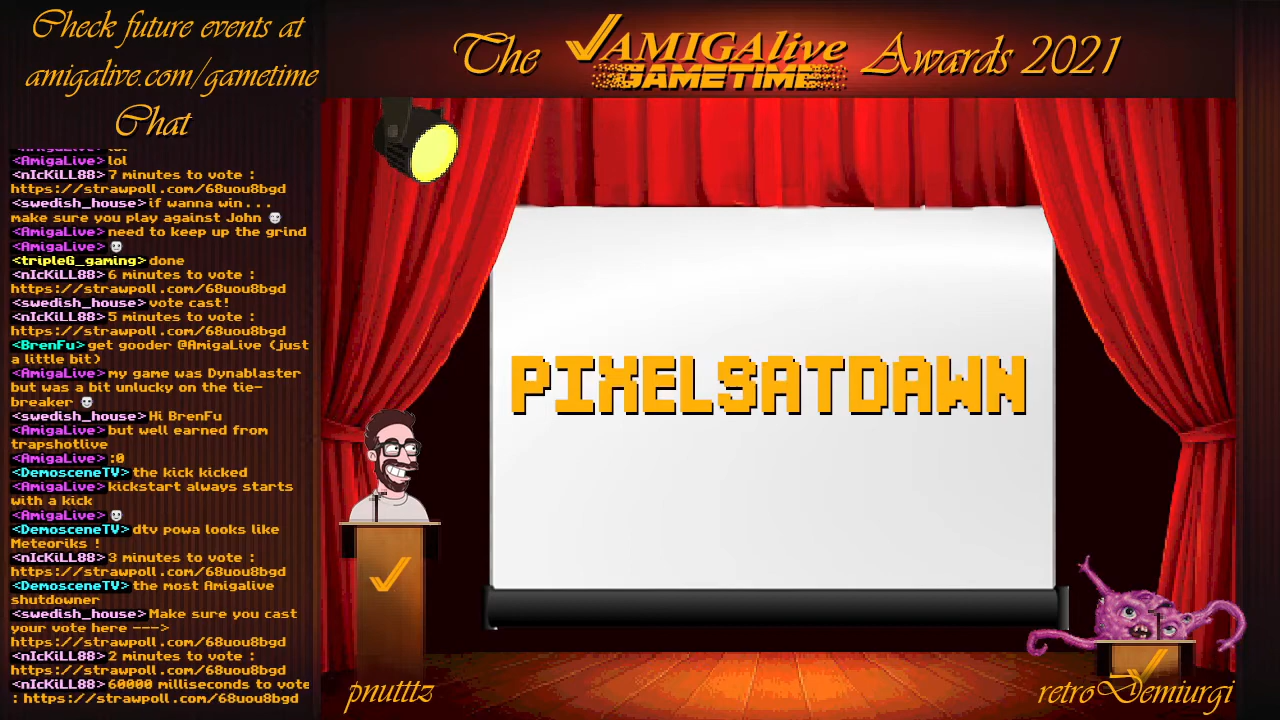 Check future events at
amigalive.com/gametime
Chat
The AMIGAlive Awards 2021
GAMETIME
<AmigaLive> lol
<AmigaLive> lol
<nIcKiLL88> 7 minutes to vote :
https://strawpoll.com/68uou8bgd
<swedish_house> if wanna win...
make sure you play against John
<AmigaLive> need to keep up the grind
<AmigaLive>
<tripleG_gaming> done
<nIcKiLL88> 6 minutes to vote :
https://strawpoll.com/68uou8bgd
<swedish_house> vote cast!
<nIcKiLL88> 5 minutes to vote :
https://strawpoll.com/68uou8bgd
<BrenFu> get gooder @AmigaLive (just
a little bit)
<AmigaLive> my game was Dynablaster
but was a bit unlucky on the tie-
breaker
<swedish_house> Hi BrenFu
<AmigaLive> but well earned from
trapshotlive
<AmigaLive> :0
<DemosceneTV> the kick kicked
<AmigaLive> kickstart always starts
with a kick
<AmigaLive>
<DemosceneTV> dtv powa looks like
Meteoriks !
<nIcKiLL88> 3 minutes to vote :
https://strawpoll.com/68uou8bgd
<DemosceneTV> the most Amigalive
shutdowner
<swedish_house> Make sure you cast
your vote here --->
https://strawpoll.com/68uou8bgd
<nIcKiLL88> 2 minutes to vote :
https://strawpoll.com/68uou8bgd
<nIcKiLL88> 60000 milliseconds to vote
: https://strawpoll.com/68uou8bgd
PIXELSATDAWN
pnutttz
retroDemiurgi